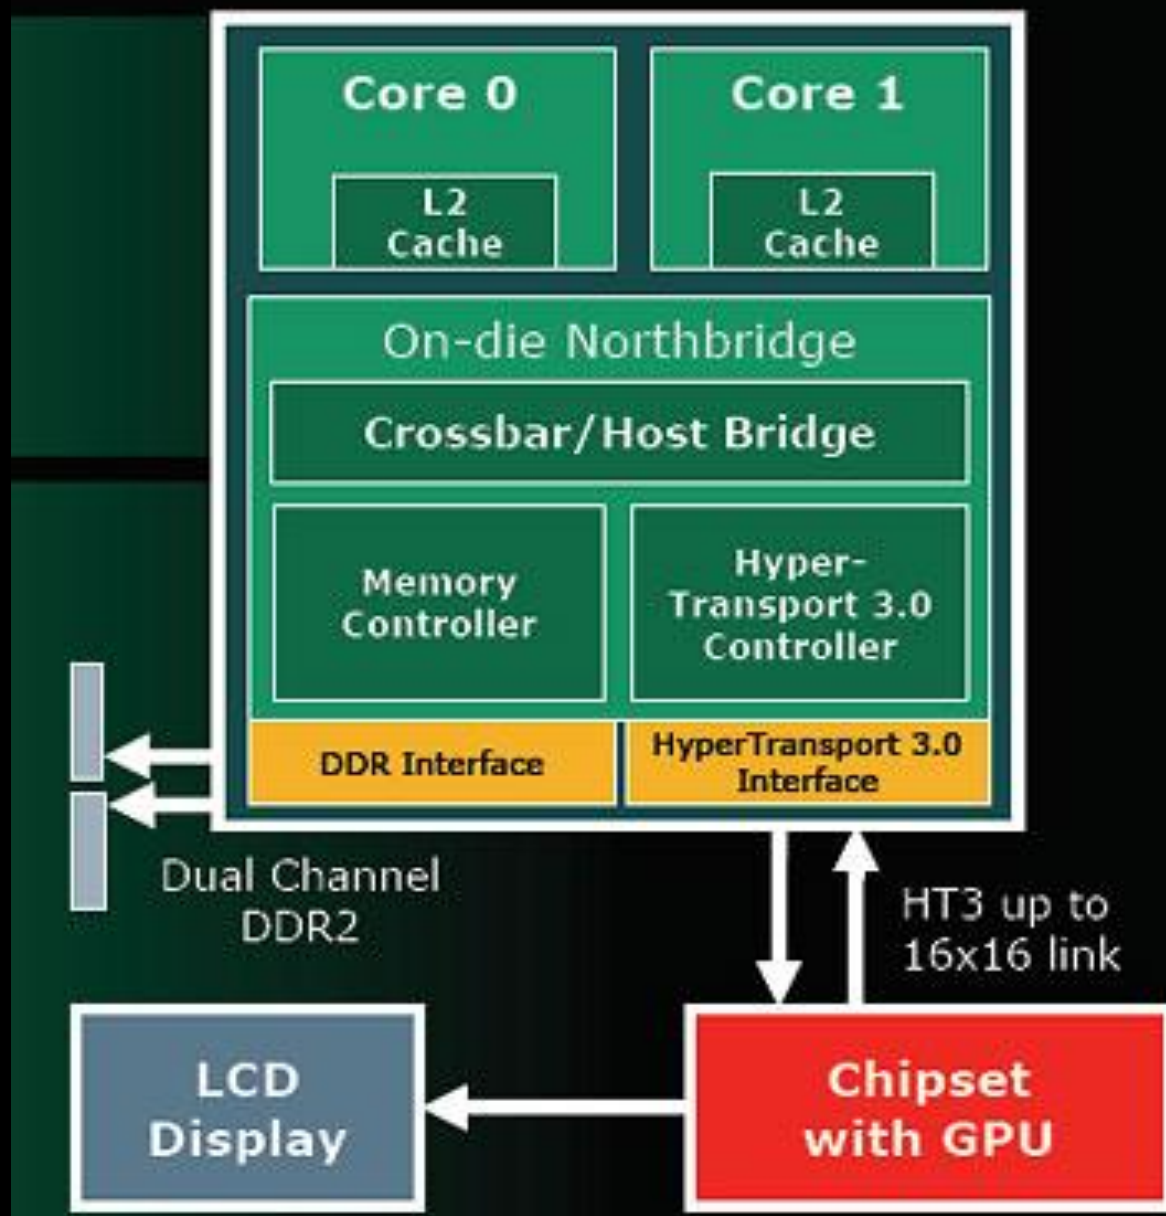 Core 0
Core 1
L2
Cache
L2
Cache
On-die Northbridge
Crossbar/Host Bridge
Memory
Controller
Hyper-
Transport 3.0
Controller
DDR Interface
HyperTransport 3.0
Interface
Dual Channel
DDR2
HT3 up to
16x16 link
LCD
Display
Chipset
with GPU